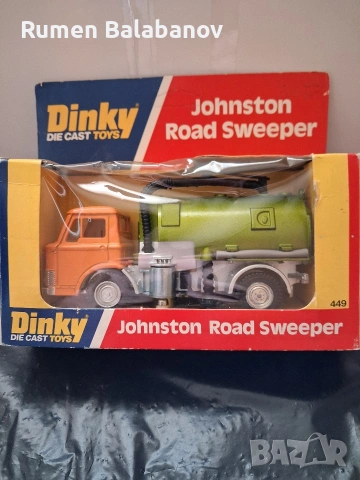 Rumen Balabanov
Dinky
DIE CAST TOYS
Johnston
Road Sweeper
449
Dinky
DIE CAST TOYS
Johnston Road Sweeper
BAZAR